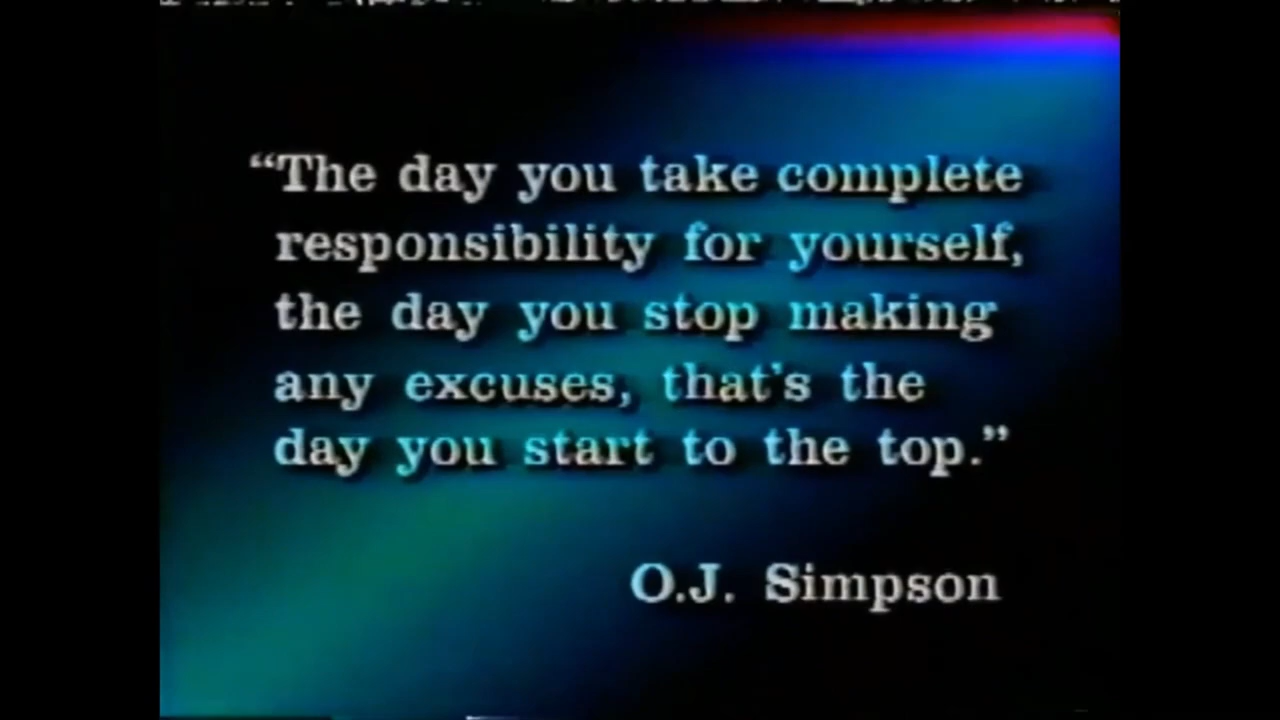 “The day you take complete
responsibility for yourself,
the day you stop making
any excuses, that's the
day you start to the top.”
O.J. Simpson